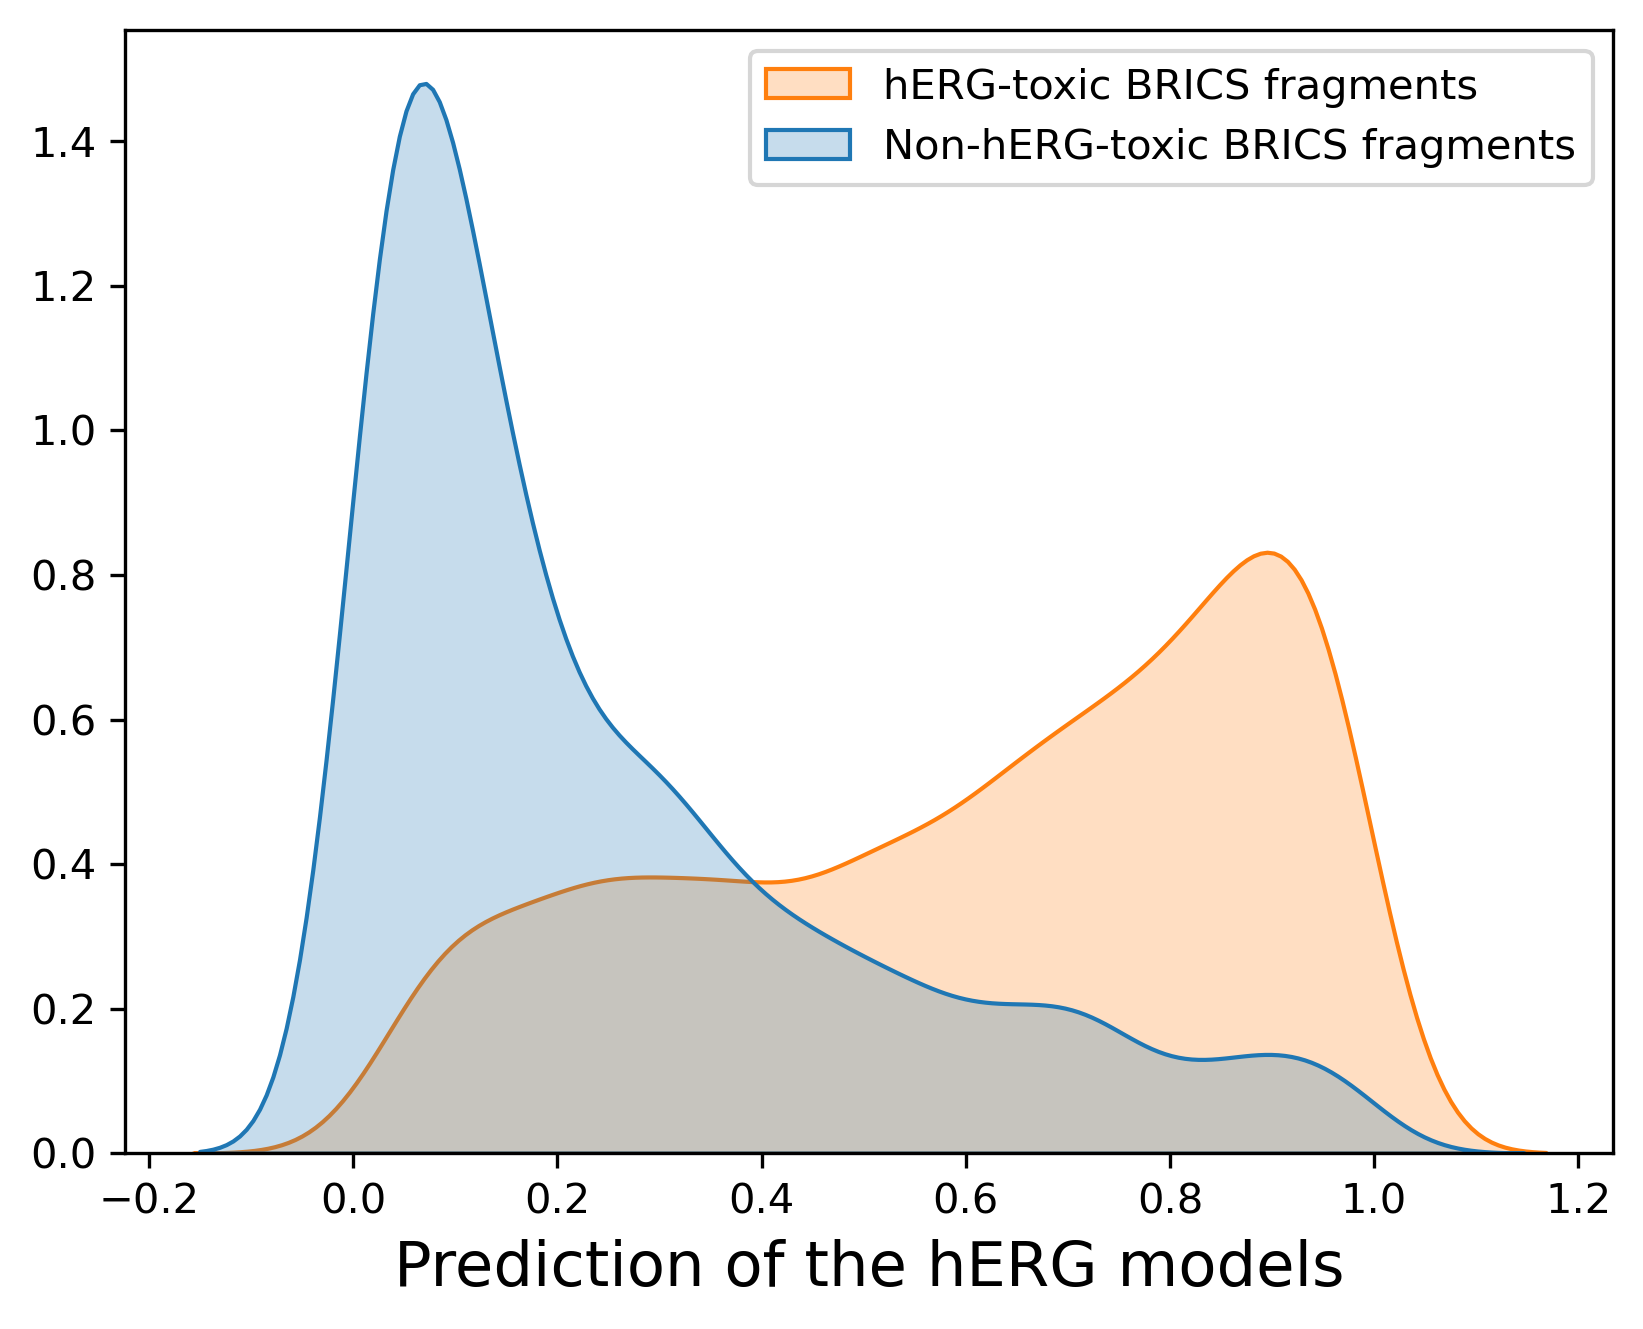 hERG-toxic BRICS fragments
Non-hERG-toxic BRICS fragments
1.4
1.2
1.0
0.8
0.6
0.4
0.2
0.0
−0.2 0.0 0.2 0.4 0.6 0.8 1.0 1.2
Prediction of the hERG models